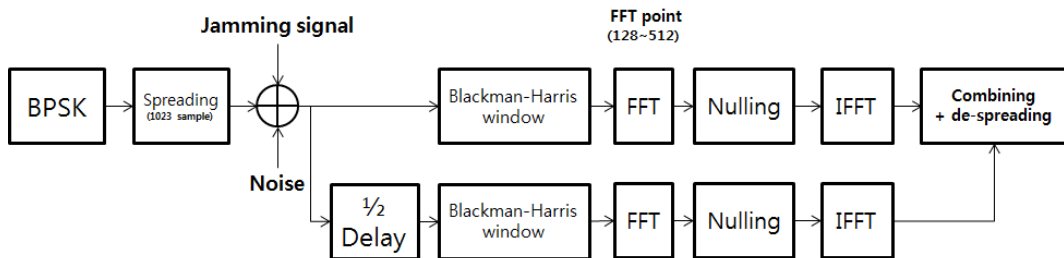 FFT point
(128~512)
Jamming signal
BPSK
Spreading
(1023 sample)
Blackman-Harris
window
FFT
Nulling
IFFT
Combining
+ de-spreading
Noise
½
Delay
Blackman-Harris
window
FFT
Nulling
IFFT